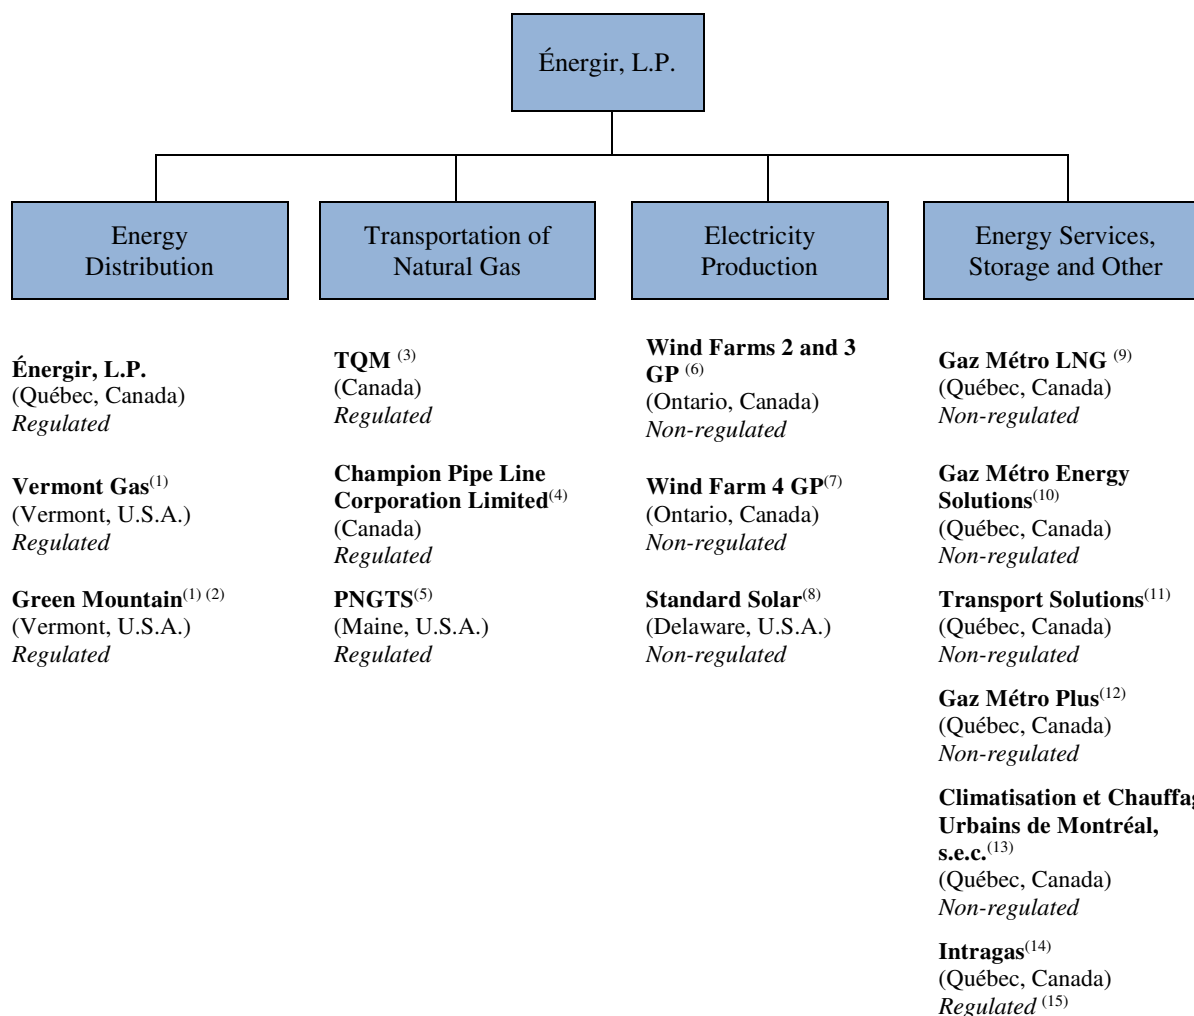 Énergir, L.P.
Energy
Distribution
Transportation of
Natural Gas
Electricity
Production
Energy Services,
Storage and Other
Énergir, L.P.
(Québec, Canada)
Regulated
Vermont Gas(1)
(Vermont, U.S.A.)
Regulated
Green Mountain(1) (2)
(Vermont, U.S.A.)
Regulated
TQM (3)
(Canada)
Regulated
Champion Pipe Line
Corporation Limited(4)
(Canada)
Regulated
PNGTS(5)
(Maine, U.S.A.)
Regulated
Wind Farms 2 and 3
GP (6)
(Ontario, Canada)
Non-regulated
Wind Farm 4 GP(7)
(Ontario, Canada)
Non-regulated
Standard Solar(8)
(Delaware, U.S.A.)
Non-regulated
Gaz Métro LNG (9)
(Québec, Canada)
Non-regulated
Gaz Métro Energy
Solutions(10)
(Québec, Canada)
Non-regulated
Transport Solutions(11)
(Québec, Canada)
Non-regulated
Gaz Métro Plus(12)
(Québec, Canada)
Non-regulated
Climatisation et Chauffag
Urbains de Montréal,
s.e.c.(13)
(Québec, Canada)
Non-regulated
Intragas(14)
(Québec, Canada)
Regulated (15)